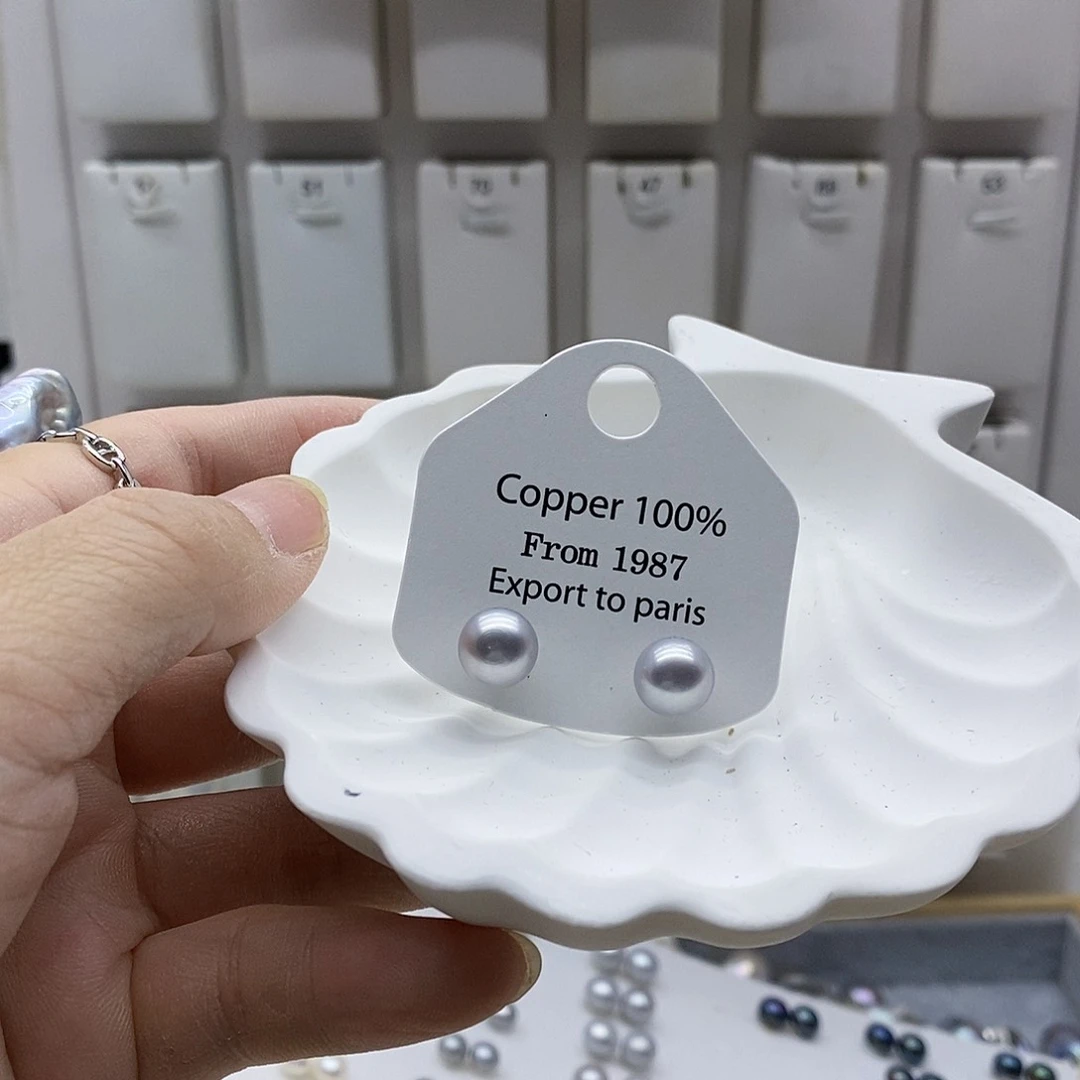 Copper 100%
From 1987
Export to paris